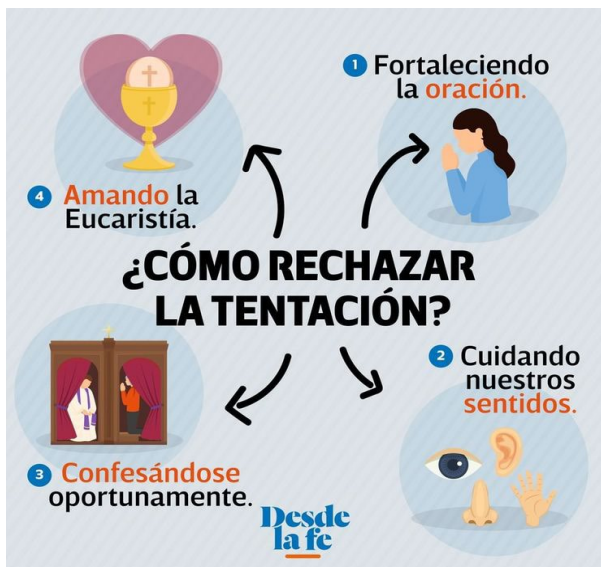 ¿CÓMO RECHAZAR
LA TENTACIÓN?
1 Fortaleciendo
la oración.
2 Cuidando
nuestros
sentidos.
3 Confesándose
oportunamente.
4 Amando la
Eucaristía.
Desde
la fe